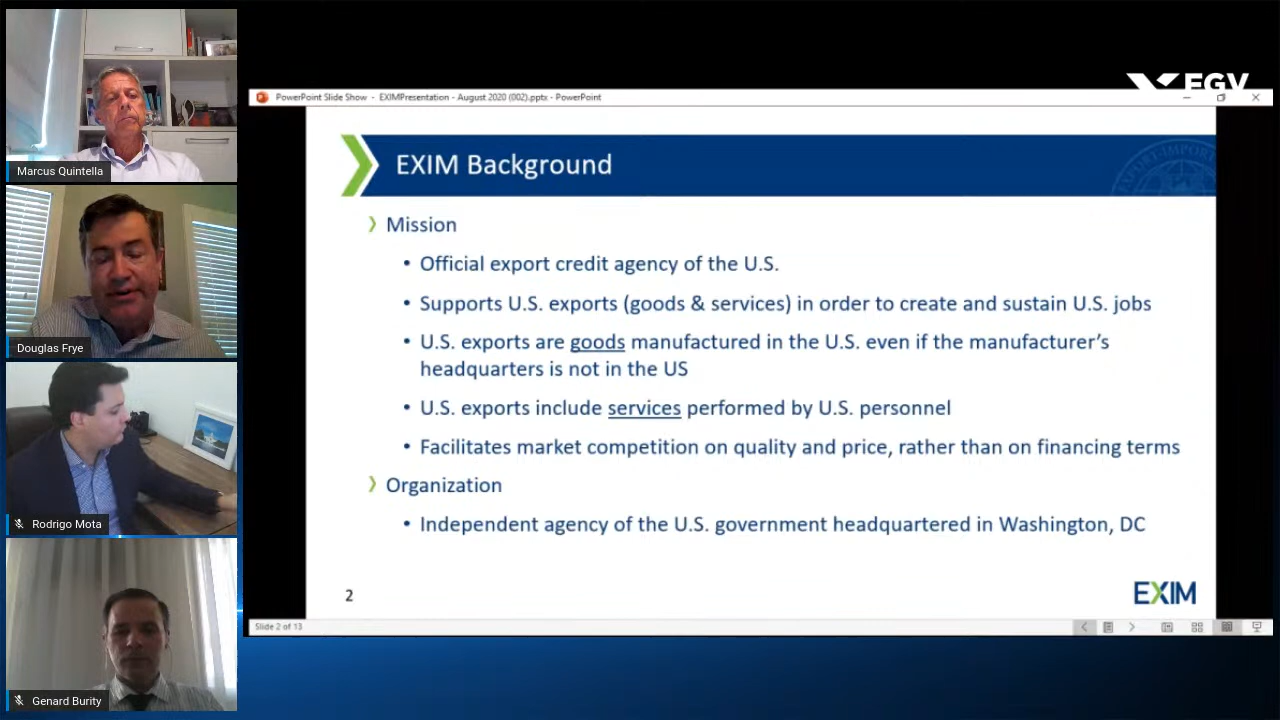 Marcus Quintella
Douglas Frye
Rodrigo Mota
Genard Burity
FGV
PowerPoint Slide Show - EXIMPresentation - August 2020 (002).pptx - PowerPoint
EXIM Background
EXPORT-IMPORT
Mission
• Official export credit agency of the U.S.
• Supports U.S. exports (goods & services) in order to create and sustain U.S. jobs
• U.S. exports are goods manufactured in the U.S. even if the manufacturer's
headquarters is not in the US
• U.S. exports include services performed by U.S. personnel
• Facilitates market competition on quality and price, rather than on financing terms
Organization
• Independent agency of the U.S. government headquartered in Washington, DC
2
EXIM
Slide 2 of 13